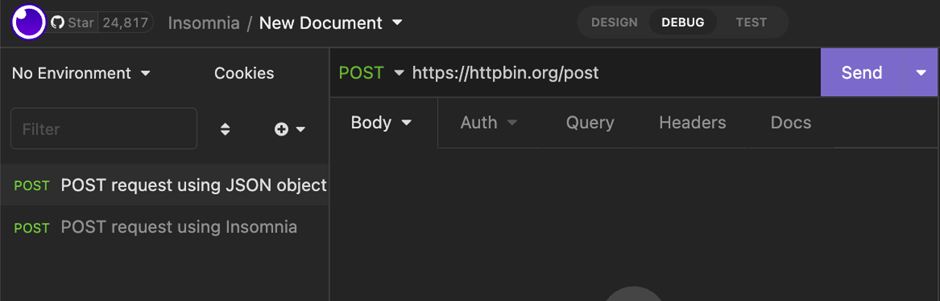 Star 24,817 Insomnia / New Document DESIGN DEBUG TEST
No Environment Cookies POST https://httpbin.org/post Send
Filter Body Auth Query Headers Docs
POST POST request using JSON object
POST POST request using Insomnia